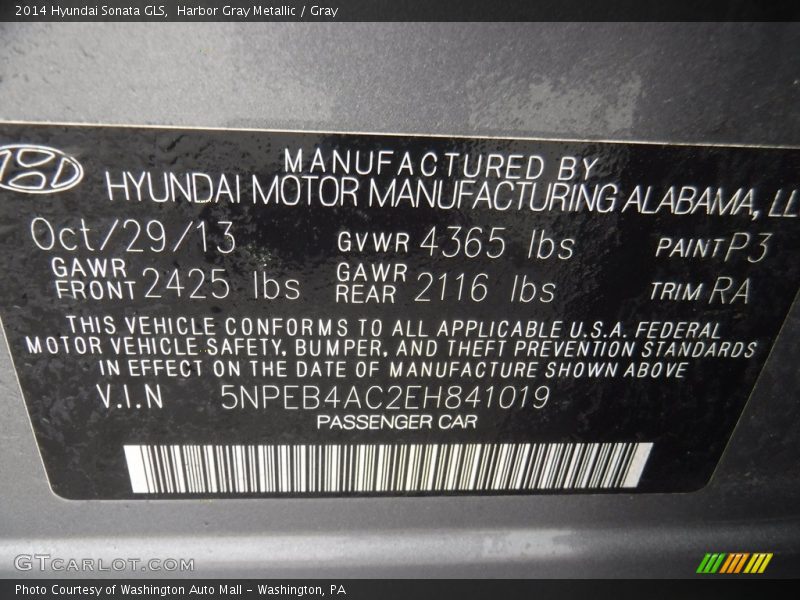 2014 Hyundai Sonata GLS, Harbor Gray Metallic / Gray
MANUFACTURED BY
HYUNDAI MOTOR MANUFACTURING ALABAMA, LL
Oct/29/13 GVWR 4365 lbs PAINT P3
GAWR FRONT 2425 lbs GAWR REAR 2116 lbs TRIM RA
THIS VEHICLE CONFORMS TO ALL APPLICABLE U.S.A. FEDERAL
MOTOR VEHICLE SAFETY, BUMPER, AND THEFT PREVENTION STANDARDS
IN EFFECT ON THE DATE OF MANUFACTURE SHOWN ABOVE
V.I.N 5NPEB4AC2EH841019
PASSENGER CAR
GTCARLOT.COM
Photo Courtesy of Washington Auto Mall - Washington, PA